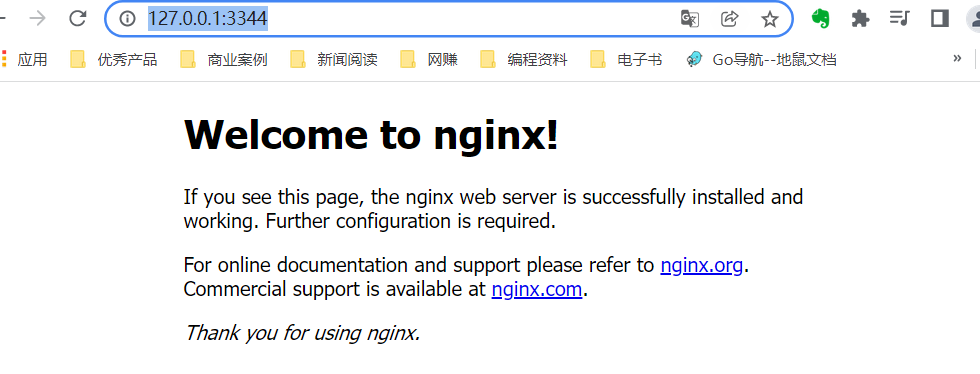 127.0.0.1:3344
应用 优秀产品 商业案例 新闻阅读 网赚 编程资料 电子书 Go导航--地鼠文档 »
Welcome to nginx!
If you see this page, the nginx web server is successfully installed and
working. Further configuration is required.
For online documentation and support please refer to nginx.org.
Commercial support is available at nginx.com.
Thank you for using nginx.